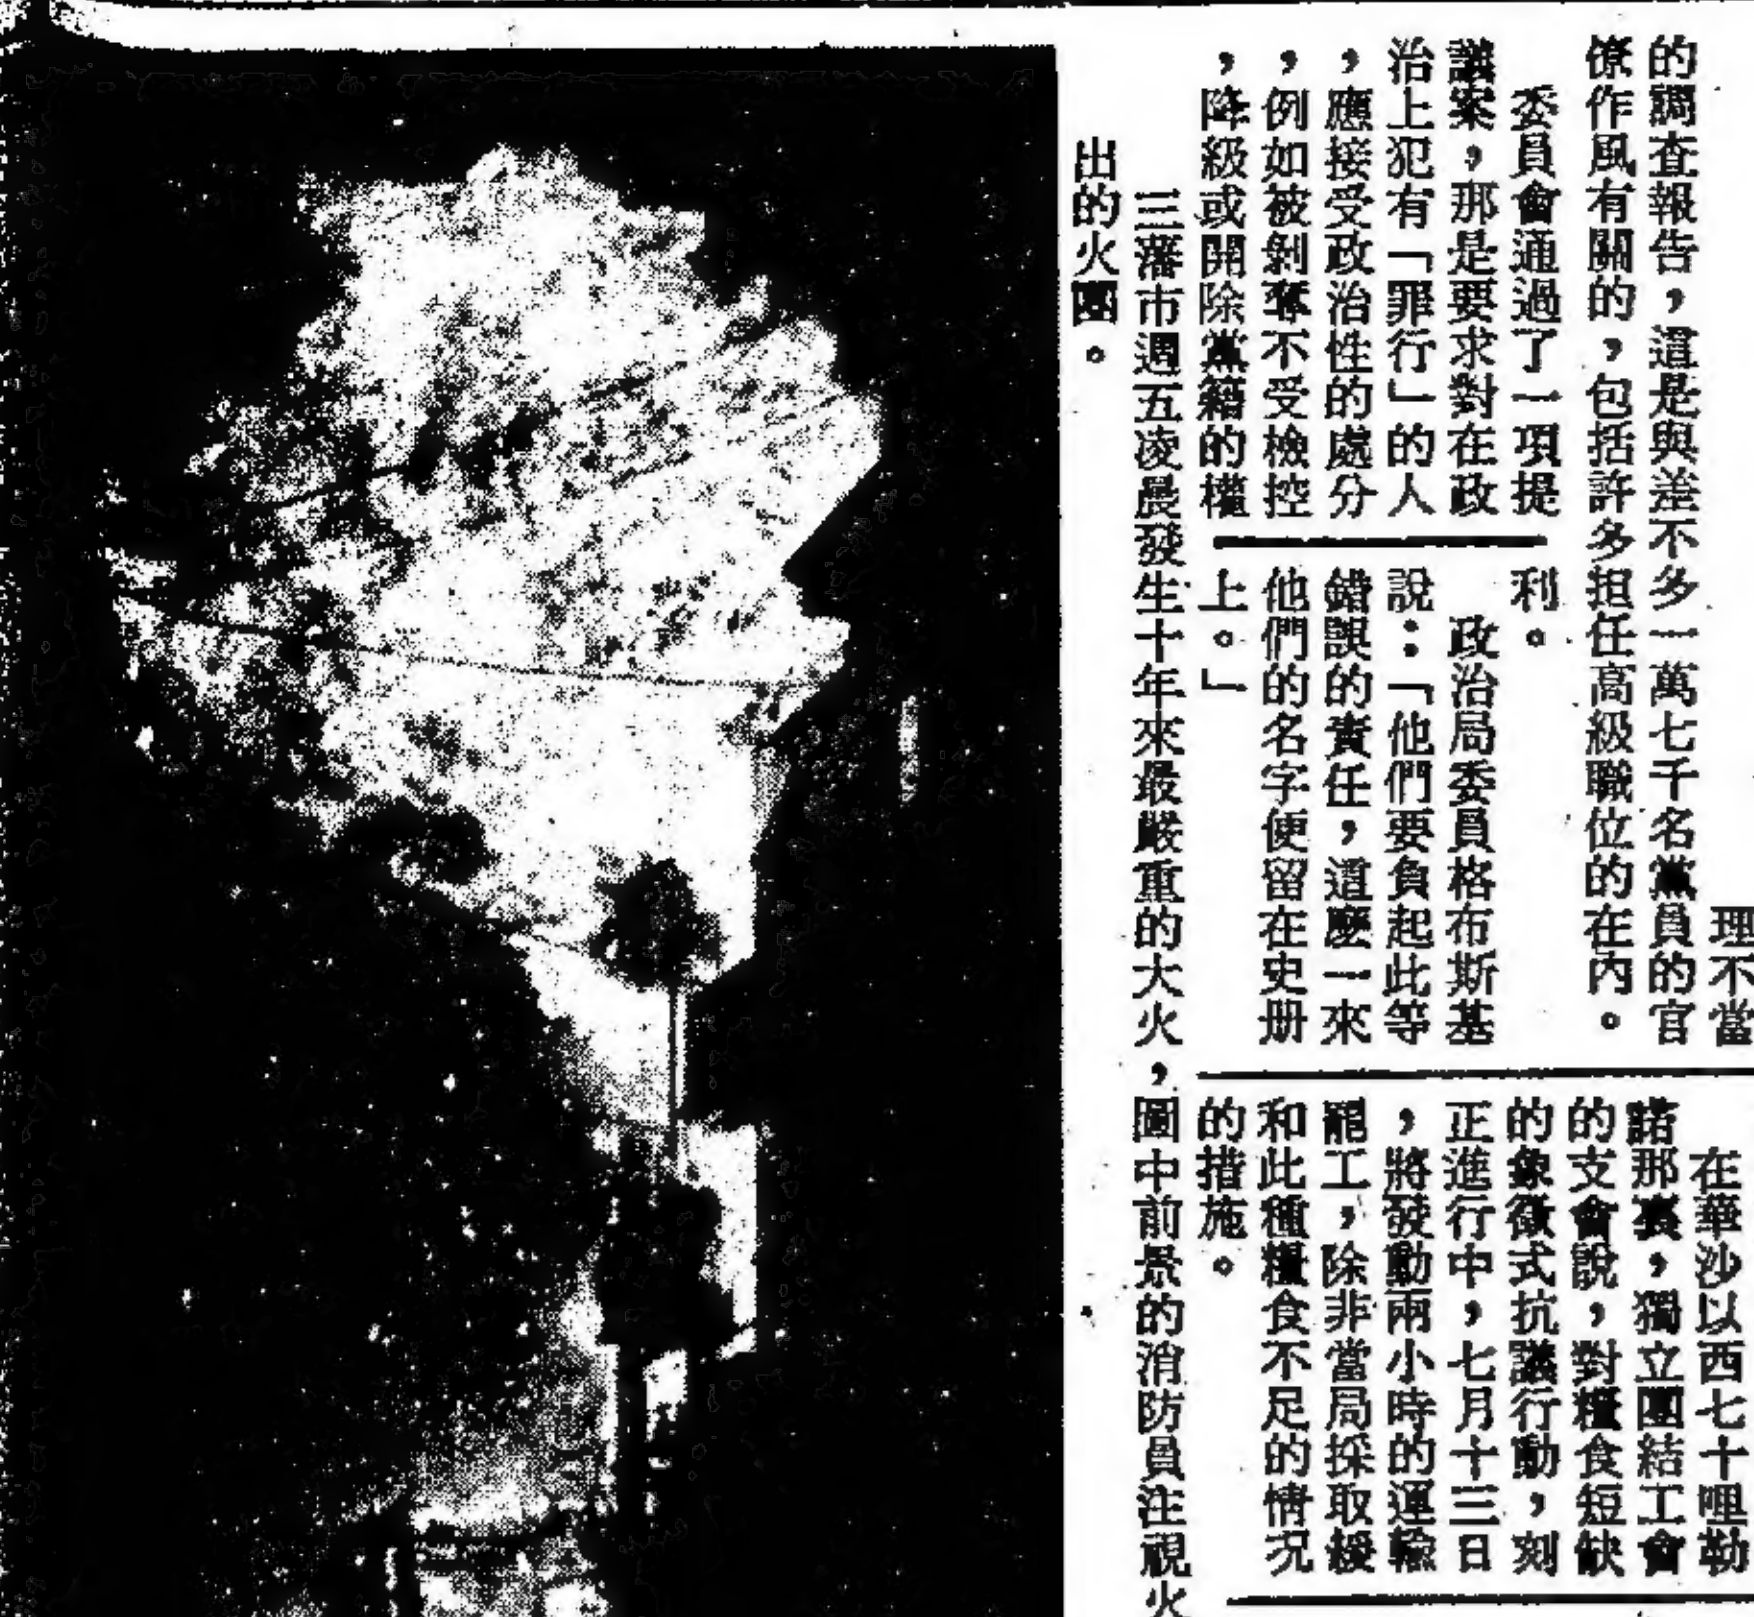 理不當
的調查報告，這是與差不多一萬七千名黨員的官
僚作風有關的，包括許多担任高級職位的在內。
委員會通過了一項提
議案，那是要求對在政
治上犯有「罪行」的人
，應接受政治性的處分
，例如被剝奪不受檢控
，降級或開除黨籍的權
利。
政治局委員格布斯基
說：「他們要負起此等
錯誤的責任，這麼一來
他們的名字便留在史册
上。」
在華沙以西七十哩勒
諾那裏，獨立團結工會
的支會說，對糧食短缺
的象徵式抗議行動，刻
正進行中，七月十三日
，將發動兩小時的運輸
罷工，除非當局採取緩
和此種糧食不足的情況
的措施。
三藩市週五凌晨發生十年來最嚴重的大火，圖中前景的消防員注視火
出的火團。